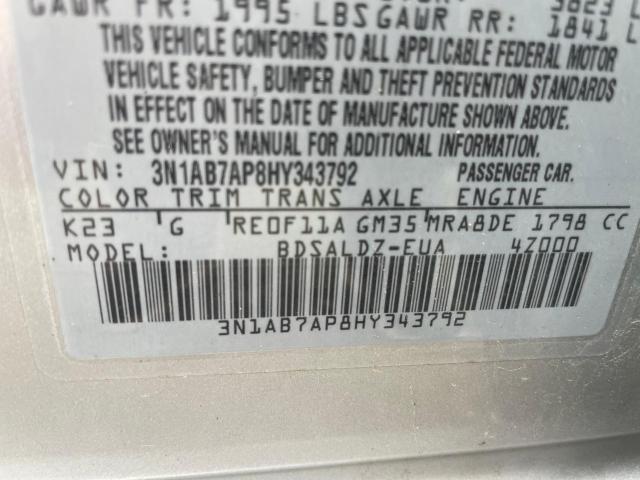 GAWR FR: 1995 LBS GAWR RR: 1841 L
THIS VEHICLE CONFORMS TO ALL APPLICABLE FEDERAL MOTOR
VEHICLE SAFETY, BUMPER AND THEFT PREVENTION STANDARDS
IN EFFECT ON THE DATE OF MANUFACTURE SHOWN ABOVE.
SEE OWNER'S MANUAL FOR ADDITIONAL INFORMATION.
VIN: 3N1AB7AP8HY343792 PASSENGER CAR.
COLOR TRIM TRANS AXLE ENGINE
K23 G RE0F11A GM35 MRA8DE 1798 CC
MODEL: BDSALDZ-EUA 4Z000
3N1AB7AP8HY343792